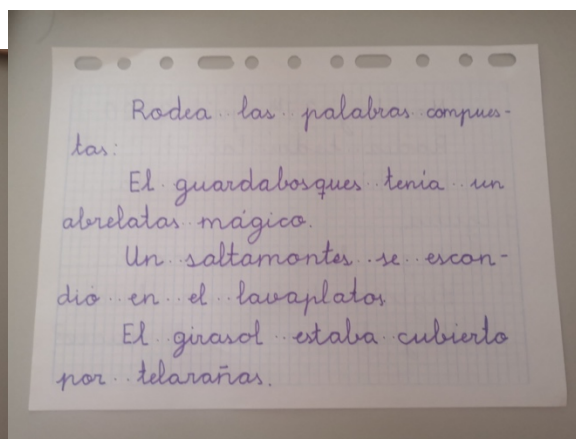 Rodea las palabras compues-
tas:
El guardabosques tenía un
abrelatas mágico.
Un saltamontes se escon-
dió en el lavaplatos.
El girasol estaba cubierto
por telarañas.